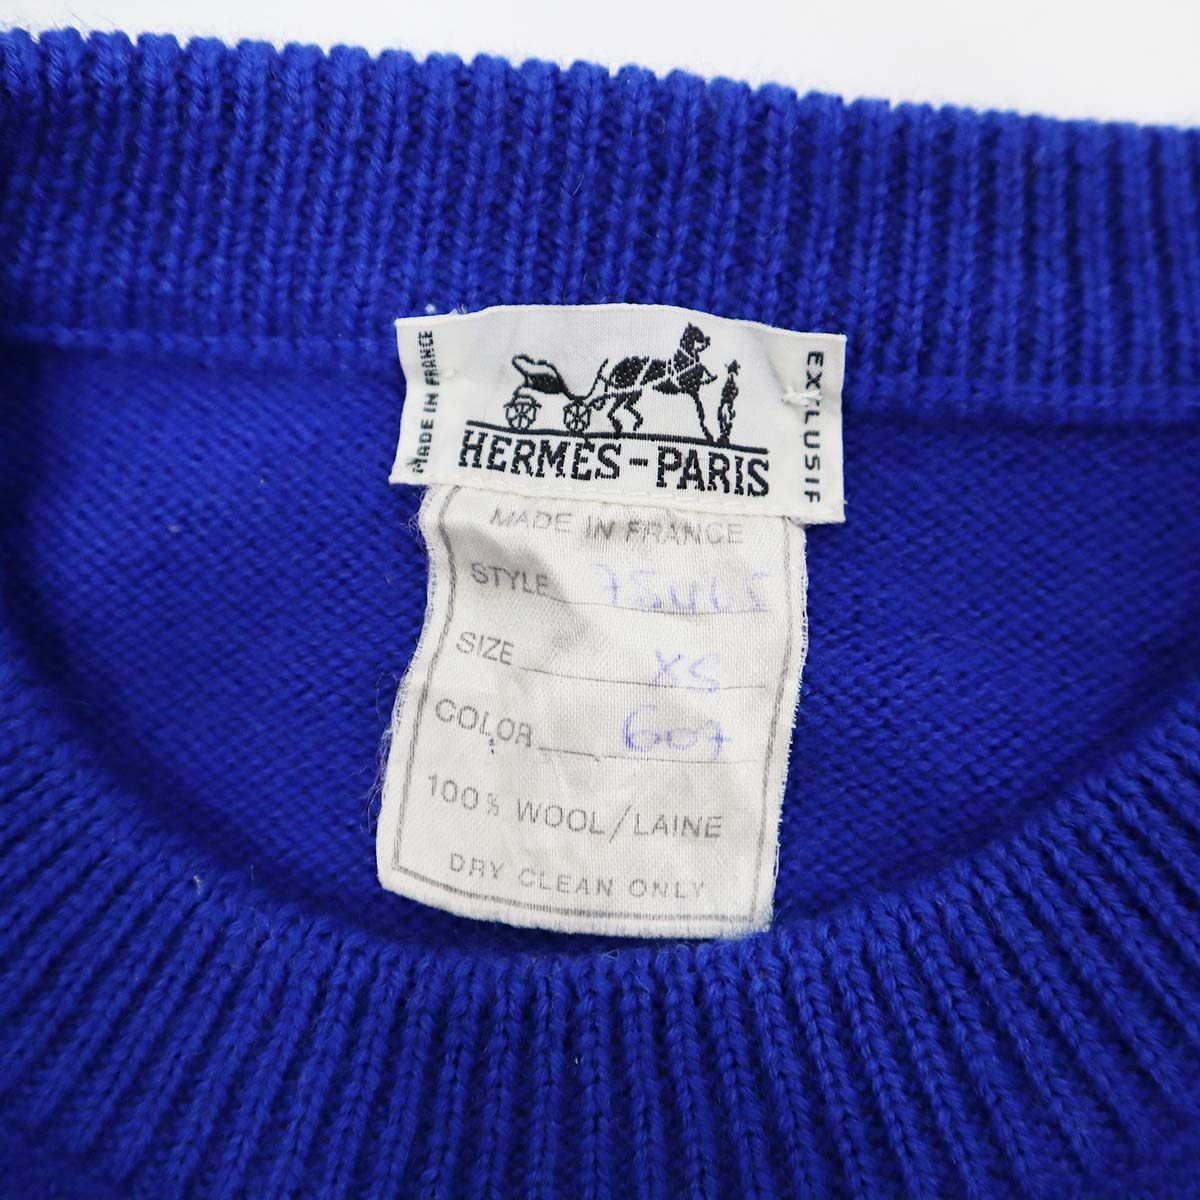 MADE IN FRANCE
EXCLUSIF
HERMÈS-PARIS
MADE IN FRANCE
STYLE
SIZE XS
COLOR 607
100% WOOL/LAINE
DRY CLEAN ONLY